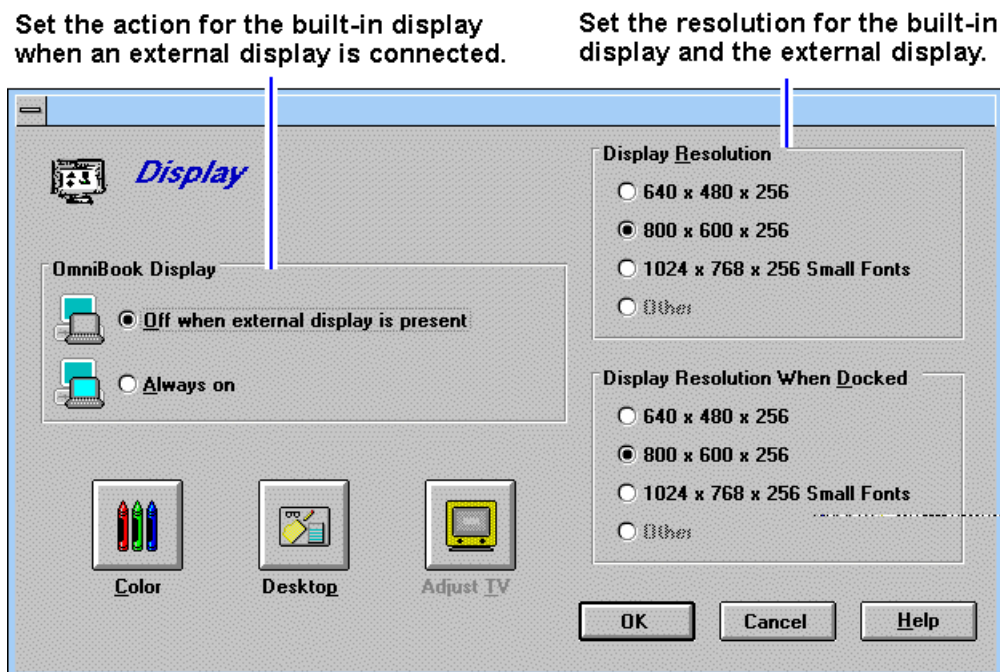 Set the action for the built-in display
when an external display is connected.
Set the resolution for the built-in
display and the external display.
Display
OmniBook Display
Off when external display is present
Always on
Color
Desktop
Adjust TV
Display Resolution
640 x 480 x 256
800 x 600 x 256
1024 x 768 x 256 Small Fonts
Other
Display Resolution When Docked
640 x 480 x 256
800 x 600 x 256
1024 x 768 x 256 Small Fonts
Other
OK
Cancel
Help